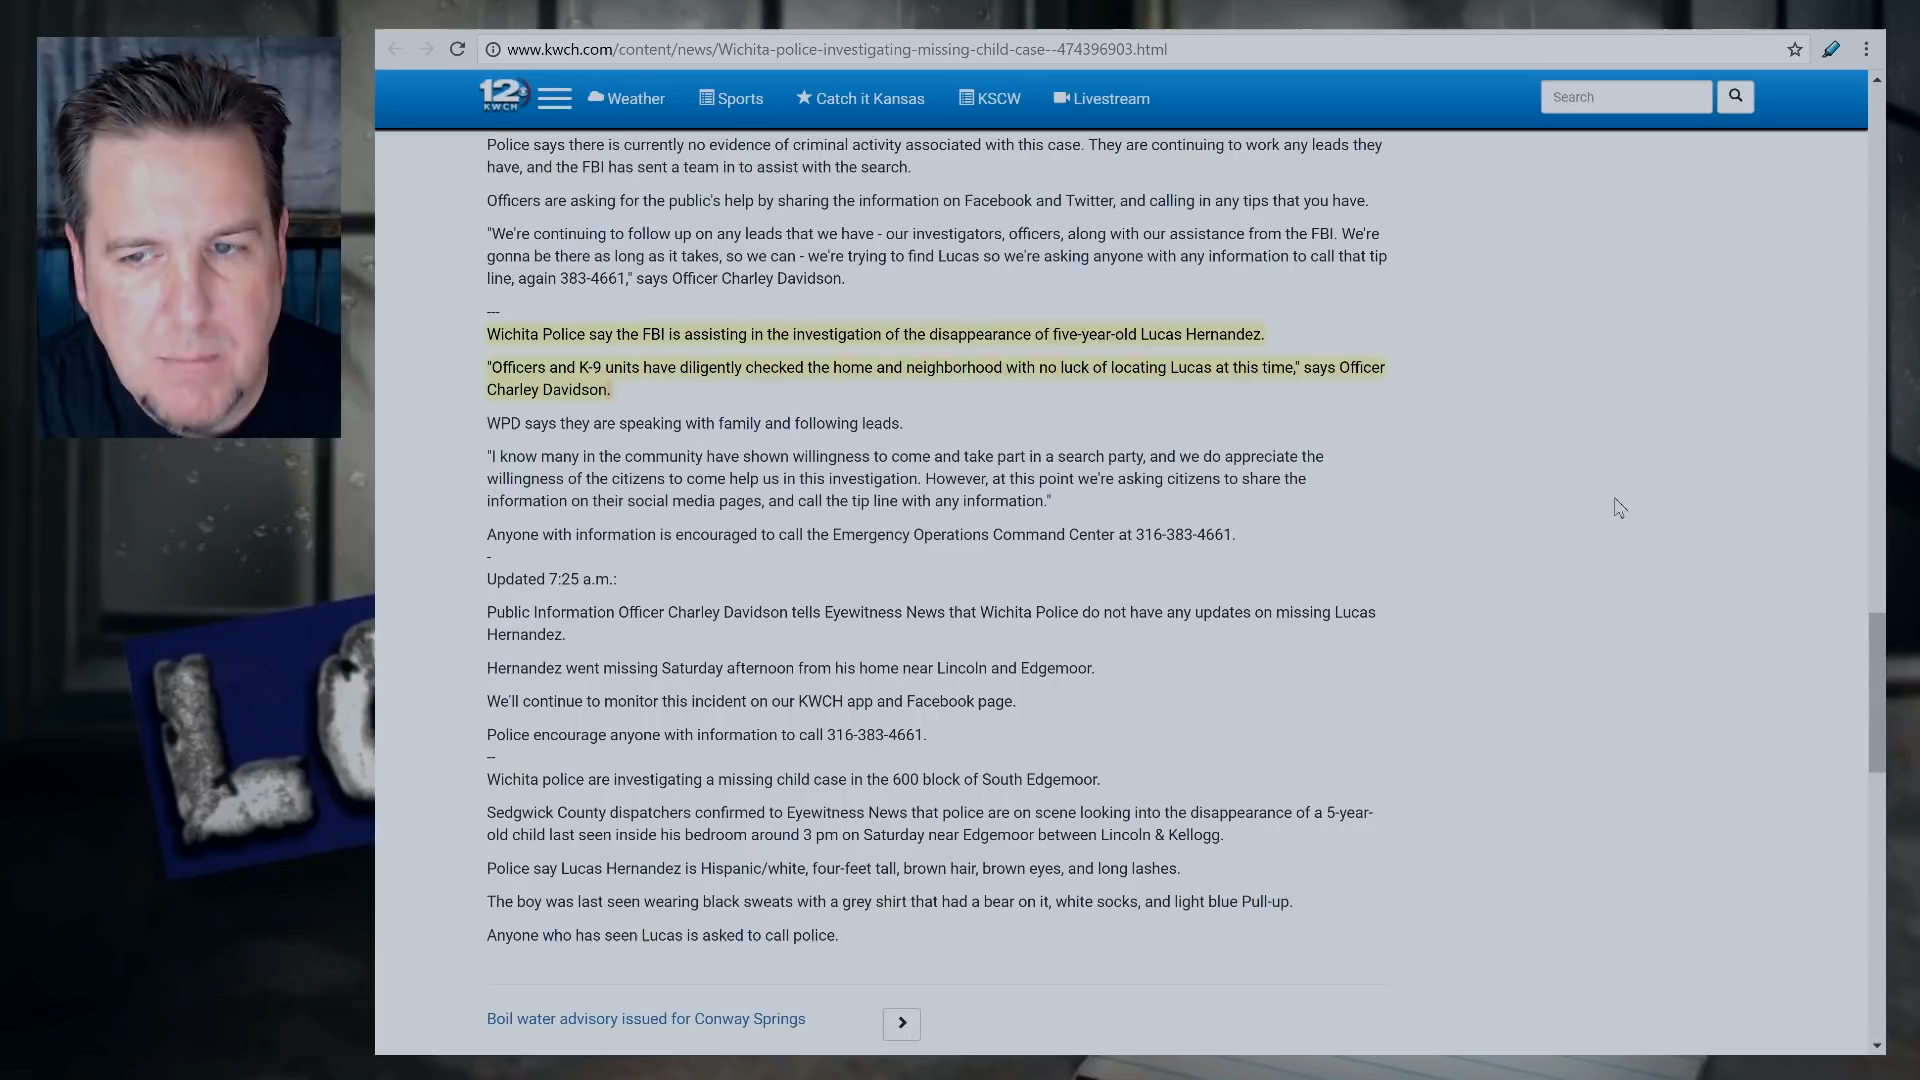 www.kwch.com/content/news/Wichita-police-investigating-missing-child-case--474396903.html
12 KWCH Weather Sports Catch it Kansas KSCW Livestream Search
Police says there is currently no evidence of criminal activity associated with this case. They are continuing to work any leads they
have, and the FBI has sent a team in to assist with the search.
Officers are asking for the public's help by sharing the information on Facebook and Twitter, and calling in any tips that you have.
"We're continuing to follow up on any leads that we have - our investigators, officers, along with our assistance from the FBI. We're
gonna be there as long as it takes, so we can - we're trying to find Lucas so we're asking anyone with any information to call that tip
line, again 383-4661," says Officer Charley Davidson.
---
Wichita Police say the FBI is assisting in the investigation of the disappearance of five-year-old Lucas Hernandez.
"Officers and K-9 units have diligently checked the home and neighborhood with no luck of locating Lucas at this time," says Officer
Charley Davidson.
WPD says they are speaking with family and following leads.
"I know many in the community have shown willingness to come and take part in a search party, and we do appreciate the
willingness of the citizens to come help us in this investigation. However, at this point we're asking citizens to share the
information on their social media pages, and call the tip line with any information."
Anyone with information is encouraged to call the Emergency Operations Command Center at 316-383-4661.
-
Updated 7:25 a.m.:
Public Information Officer Charley Davidson tells Eyewitness News that Wichita Police do not have any updates on missing Lucas
Hernandez.
Hernandez went missing Saturday afternoon from his home near Lincoln and Edgemoor.
We'll continue to monitor this incident on our KWCH app and Facebook page.
Police encourage anyone with information to call 316-383-4661.
--
Wichita police are investigating a missing child case in the 600 block of South Edgemoor.
Sedgwick County dispatchers confirmed to Eyewitness News that police are on scene looking into the disappearance of a 5-year-
old child last seen inside his bedroom around 3 pm on Saturday near Edgemoor between Lincoln & Kellogg.
Police say Lucas Hernandez is Hispanic/white, four-feet tall, brown hair, brown eyes, and long lashes.
The boy was last seen wearing black sweats with a grey shirt that had a bear on it, white socks, and light blue Pull-up.
Anyone who has seen Lucas is asked to call police.
Boil water advisory issued for Conway Springs